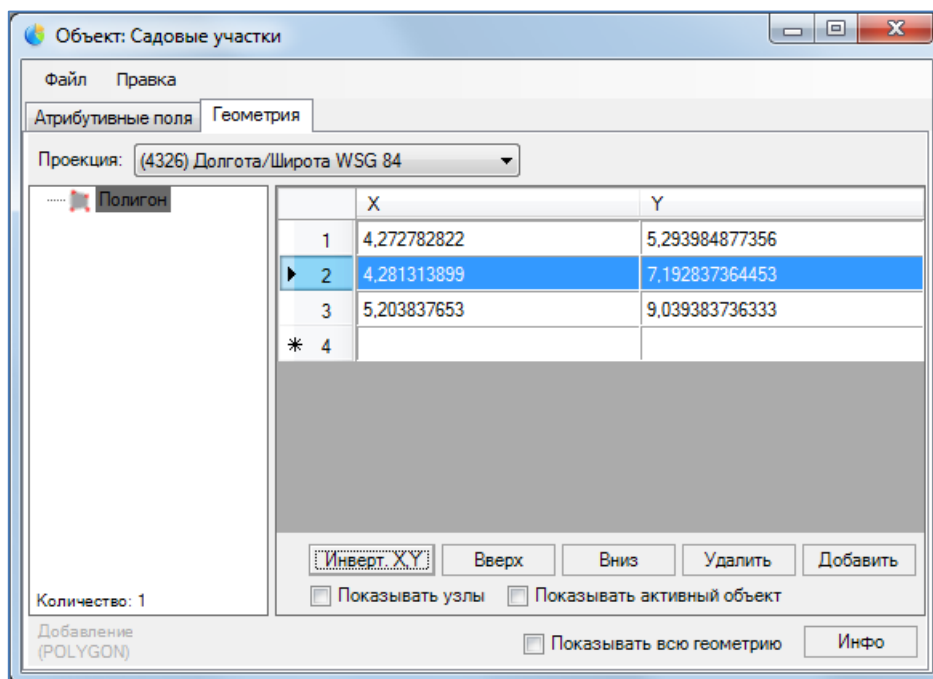 Объект: Садовые участки
Файл Правка
Атрибутивные поля Геометрия
Проекция: (4326) Долгота/Широта WSG 84
Полигон
X Y
1 4,272782822 5,293984877356
2 4,281313899 7,192837364453
3 5,203837653 9,039383736333
* 4
Инверт. X,Y Вверх Вниз Удалить Добавить
Показывать узлы Показывать активный объект
Количество: 1
Добавление
(POLYGON)
Показывать всю геометрию Инфо